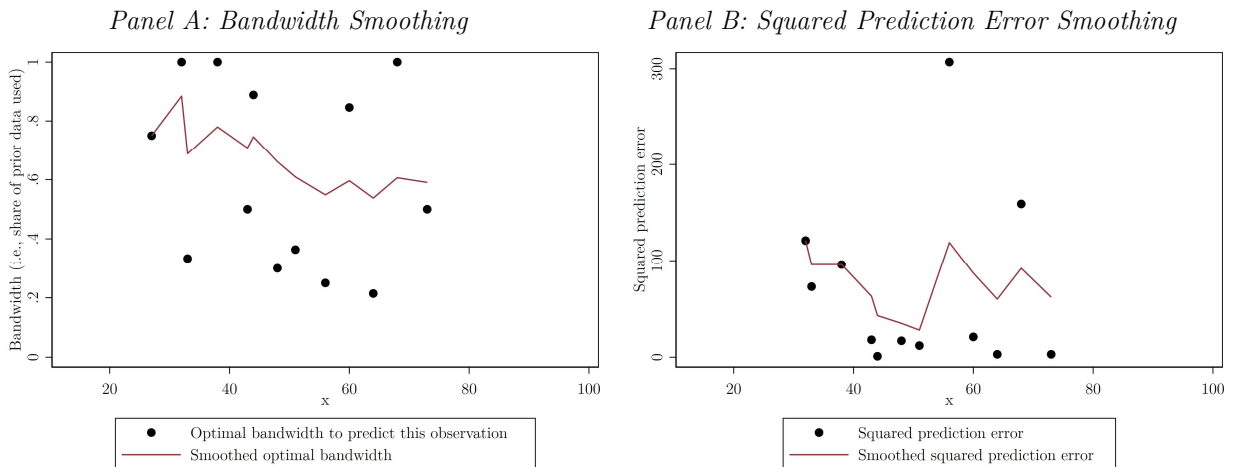 Panel A: Bandwidth Smoothing
Bandwidth (i.e., share of prior data used)
1
.8
.6
.4
.2
0
20 40 60 80 100
x
Optimal bandwidth to predict this observation
Smoothed optimal bandwidth
Panel B: Squared Prediction Error Smoothing
Squared prediction error
300
200
100
0
20 40 60 80 100
x
Squared prediction error
Smoothed squared prediction error